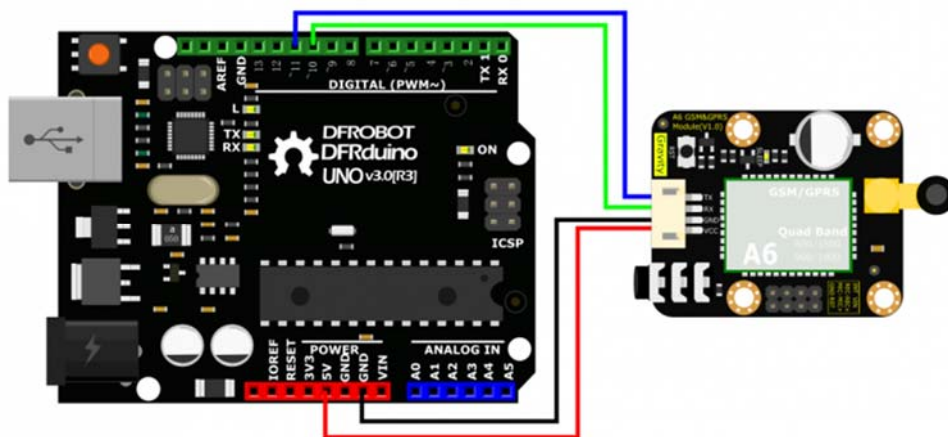 AREF
GND
13
12
~11
~10
~9
8
7
~6
~5
4
~3
2
TX 1
RX 0
DIGITAL (PWM~)
L
TX
RX
DFROBOT
DFRduino
UNO v3.0[R3]
ON
ICSP
IOREF
RESET
3V3
5V
GND
GND
VIN
POWER
ANALOG IN
A0
A1
A2
A3
A4
A5
A6 GSM&GPRS
Module(V1.0)
Gravity
TX
RX
GND
VCC
GSM/GPRS
Quad Band
A6